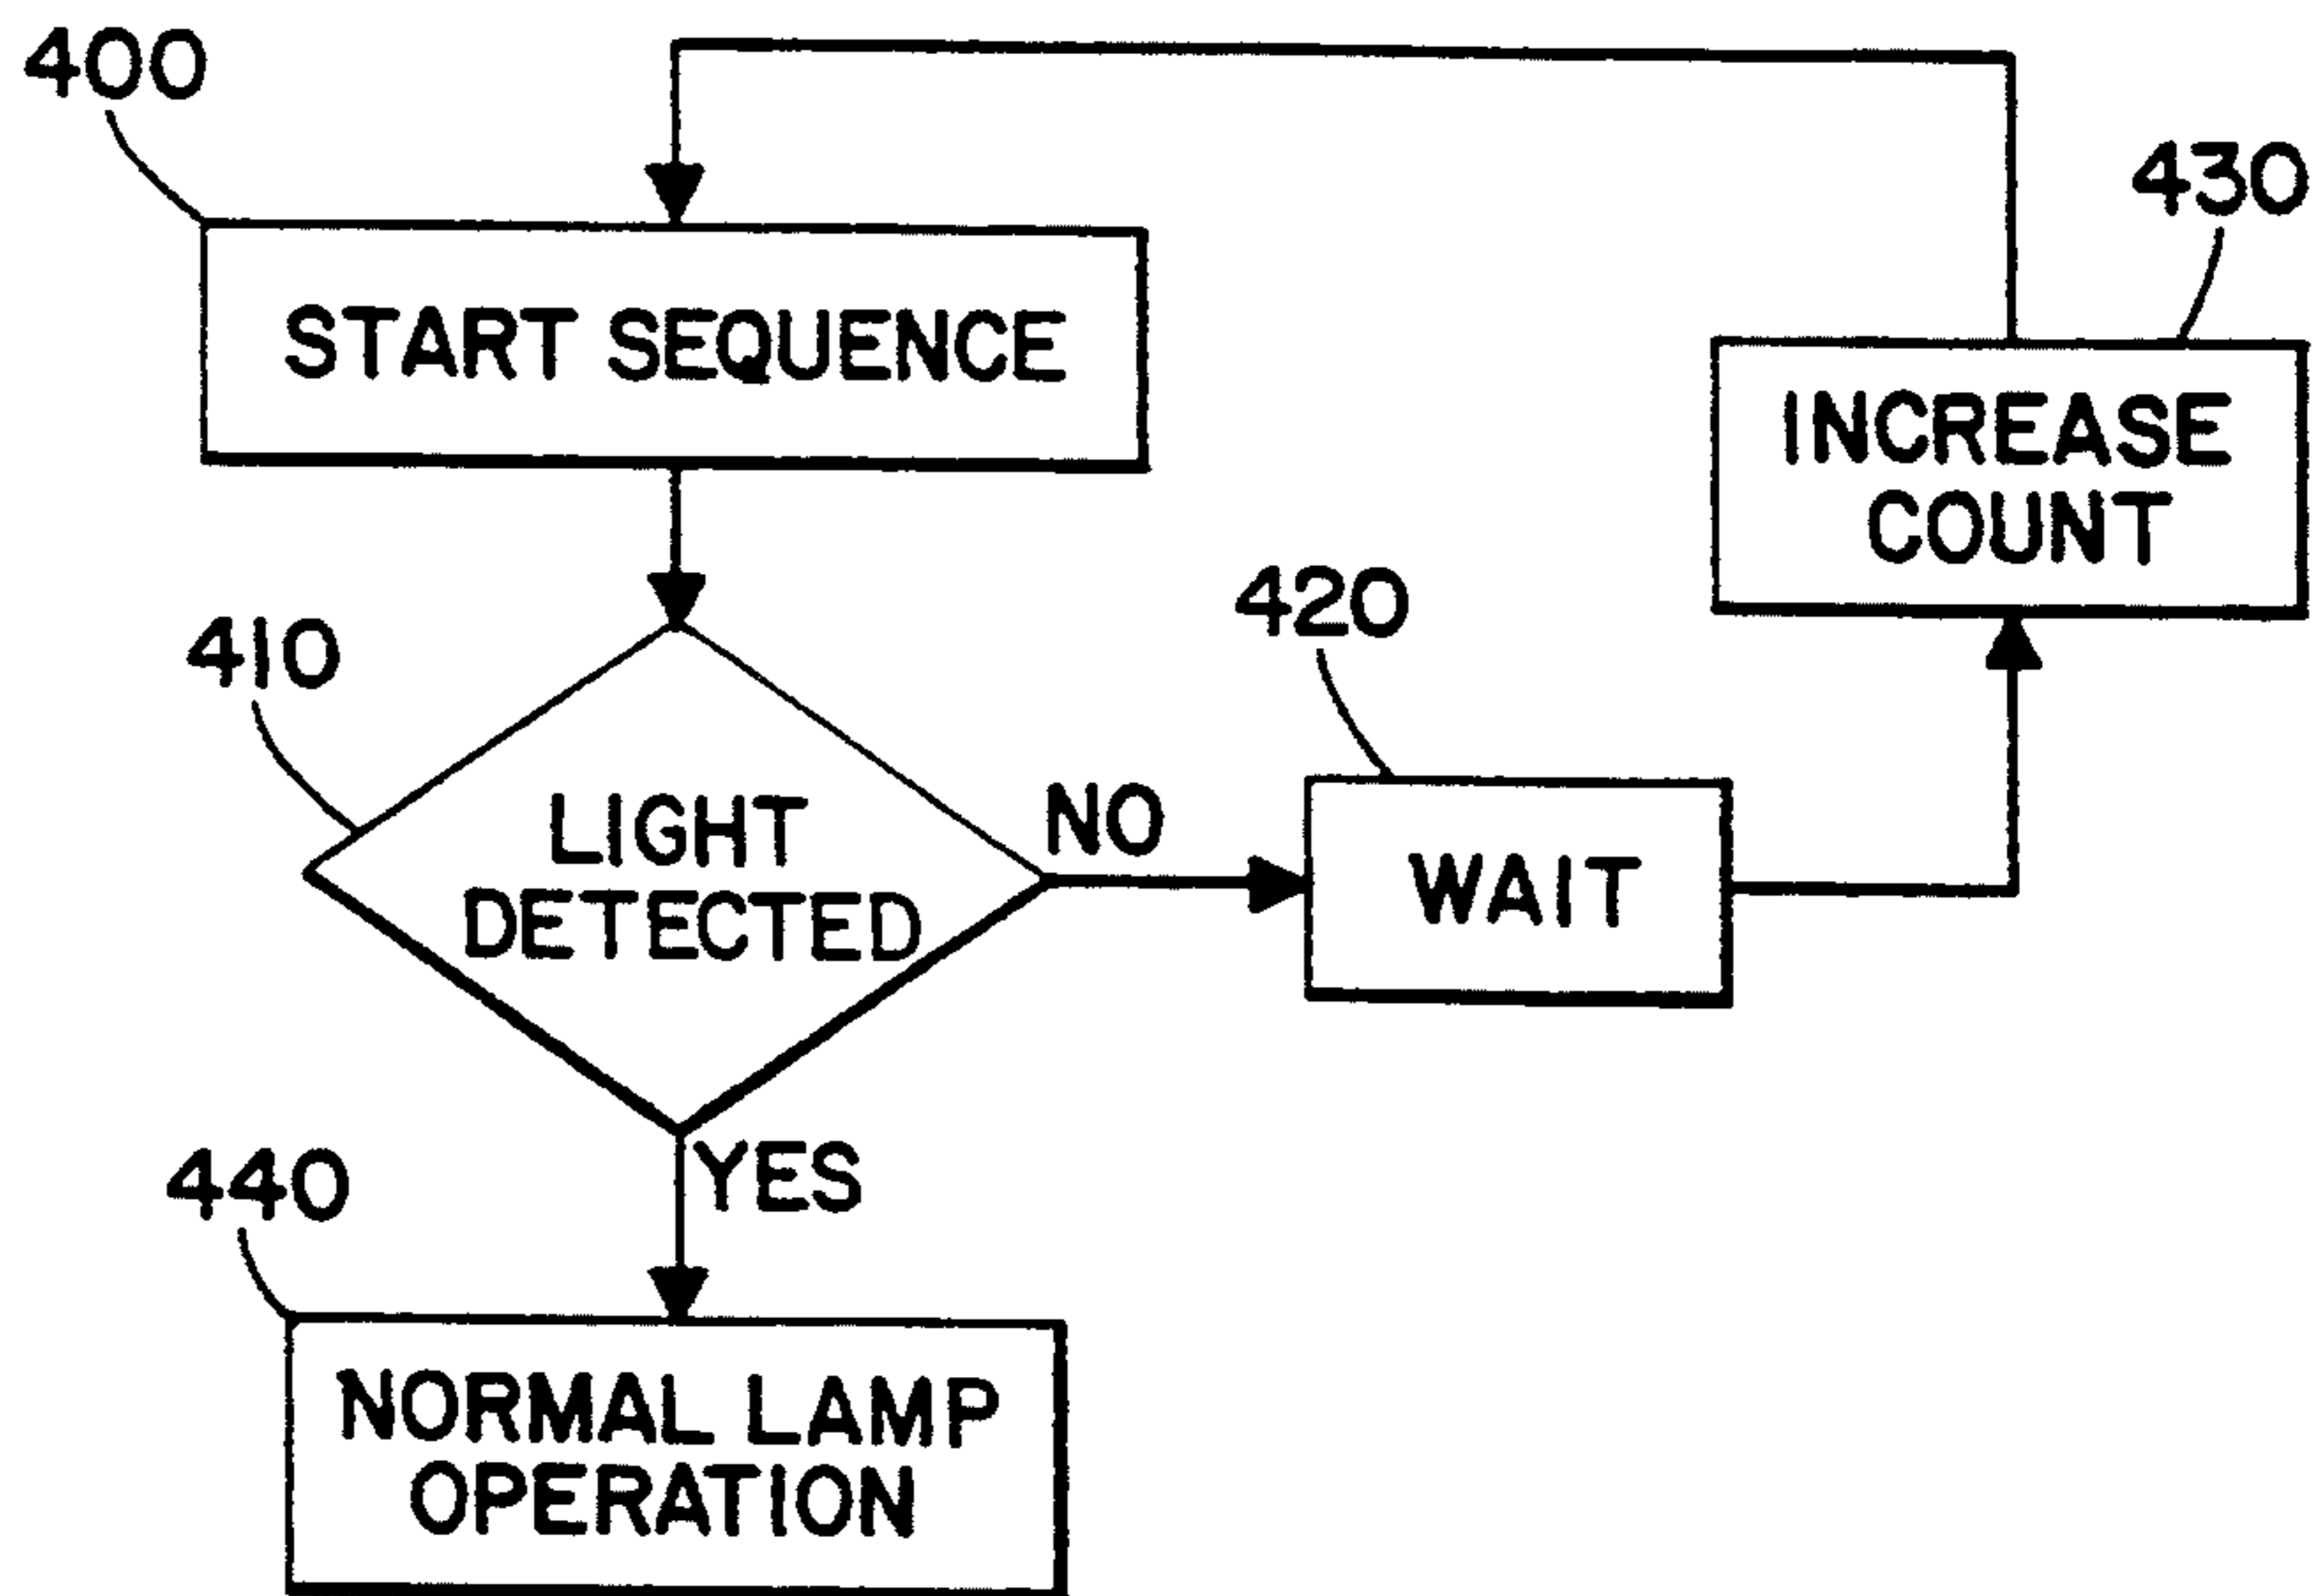 400
430
START SEQUENCE
INCREASE
COUNT
420
410
LIGHT
DETECTED
NO
WAIT
YES
440
NORMAL LAMP
OPERATION